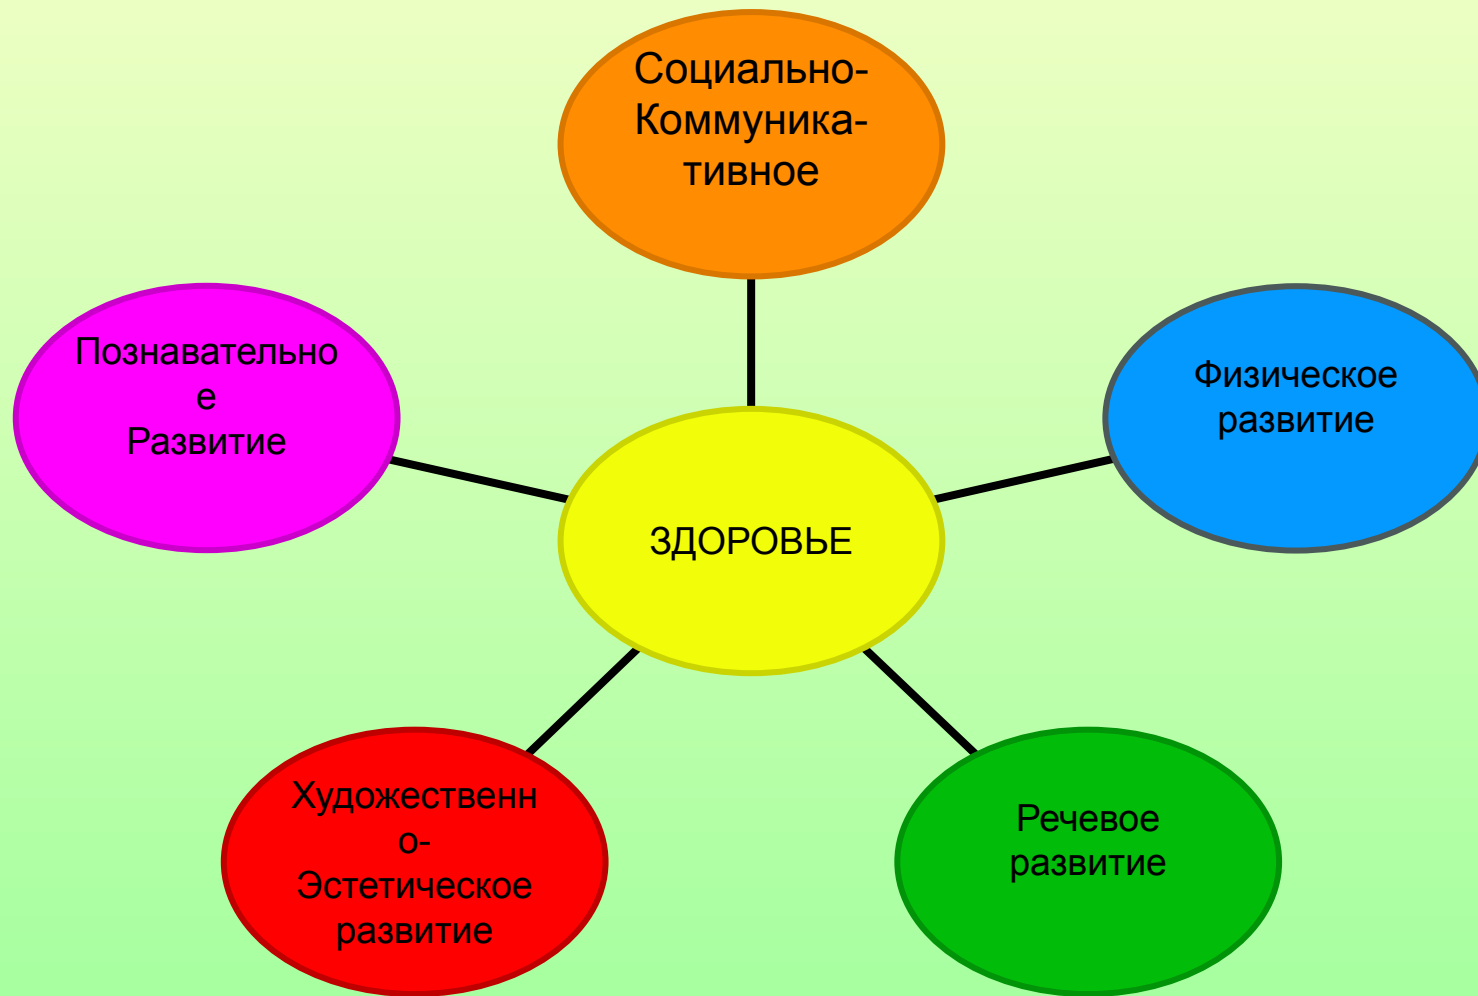 Социально-
Коммуника-
тивное
Познавательно
е
Развитие
Физическое
развитие
ЗДОРОВЬЕ
Художественн
о-
Эстетическое
развитие
Речевое
развитие